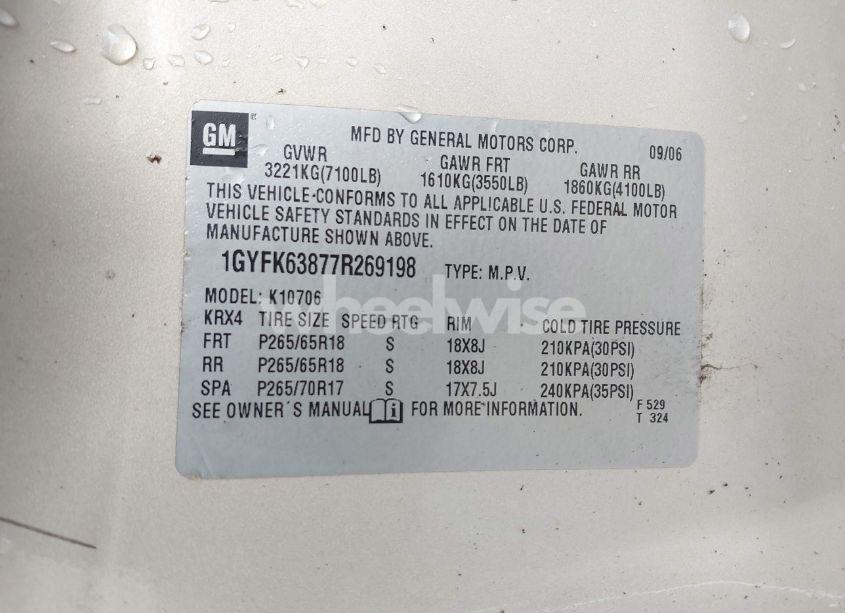 GM ®
MFD BY GENERAL MOTORS CORP. 09/06
GVWR GAWR FRT GAWR RR
3221KG(7100LB) 1610KG(3550LB) 1860KG(4100LB)
THIS VEHICLE-CONFORMS TO ALL APPLICABLE U.S. FEDERAL MOTOR
VEHICLE SAFETY STANDARDS IN EFFECT ON THE DATE OF
MANUFACTURE SHOWN ABOVE.
1GYFK63877R269198 TYPE: M.P.V.
wheelwise
MODEL: K10706
KRX4 TIRE SIZE SPEED RTG RIM COLD TIRE PRESSURE
FRT P265/65R18 S 18X8J 210KPA(30PSI)
RR P265/65R18 S 18X8J 210KPA(30PSI)
SPA P265/70R17 S 17X7.5J 240KPA(35PSI)
SEE OWNER´S MANUAL i FOR MORE INFORMATION.
F 529
T 324